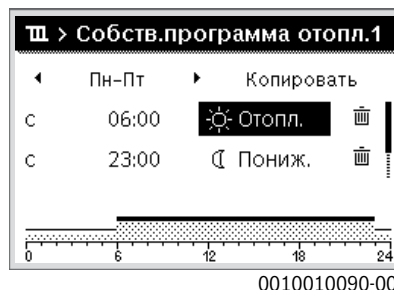 > Собств.программа отопл.1
Пн-Пт Копировать
с 06:00 Отопл.
с 23:00 Пониж.
0 6 12 18 24
0010010090-00